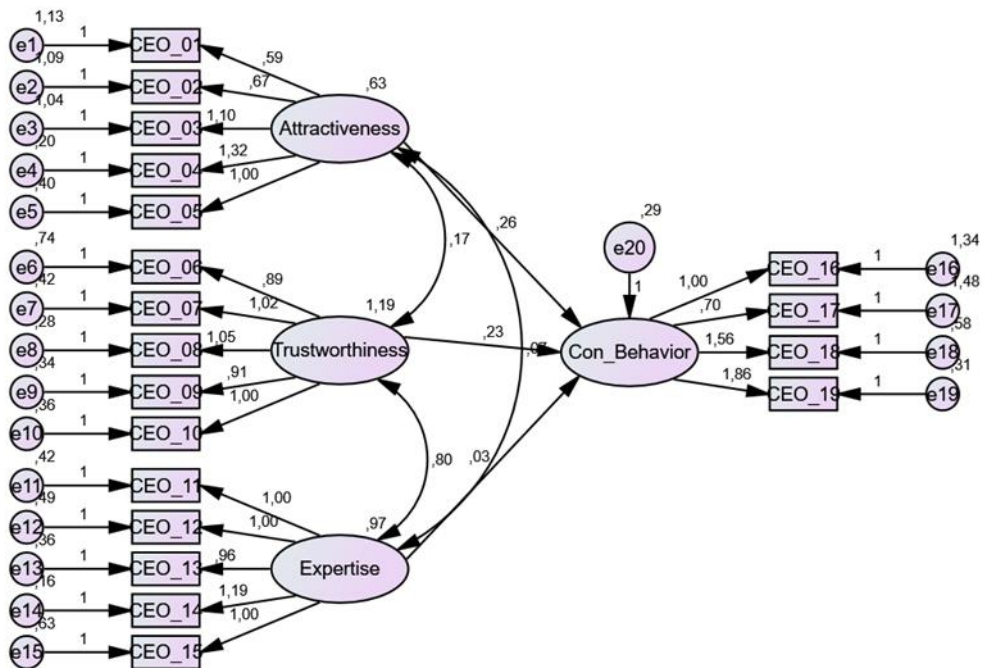 1,13
e1 1 CEO_01
1,09
e2 1 CEO_02
1,04
e3 1 CEO_03
,20
e4 1 CEO_04
,40
e5 1 CEO_05
,59
,67
1,10
1,32
1,00
,63
Attractiveness
,74
e6 1 CEO_06
,42
e7 1 CEO_07
,28
e8 1 CEO_08
,34
e9 1 CEO_09
,36
e10 1 CEO_10
,89
1,02
1,05
,91
1,00
1,19
Trustworthiness
,42
e11 1 CEO_11
,49
e12 1 CEO_12
,36
e13 1 CEO_13
,16
e14 1 CEO_14
,63
e15 1 CEO_15
1,00
1,00
,96
1,19
1,00
,97
Expertise
,17
,80
,07
,26
,23
,03
,29
e20
1
Con_Behavior
1,00
,70
1,56
1,86
1,34
CEO_16 1 e16
1,48
CEO_17 1 e17
,58
CEO_18 1 e18
,31
CEO_19 1 e19